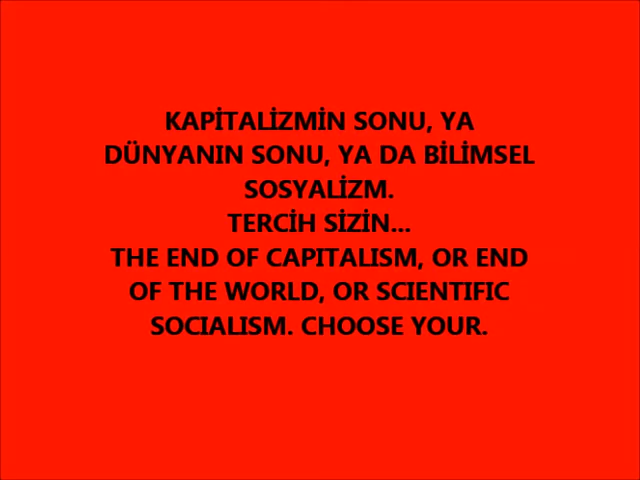 KAPİTALİZMİN SONU, YA
DÜNYANIN SONU, YA DA BİLİMSEL
SOSYALİZM.
TERCİH SİZİN...
THE END OF CAPITALISM, OR END
OF THE WORLD, OR SCIENTIFIC
SOCIALISM. CHOOSE YOUR.